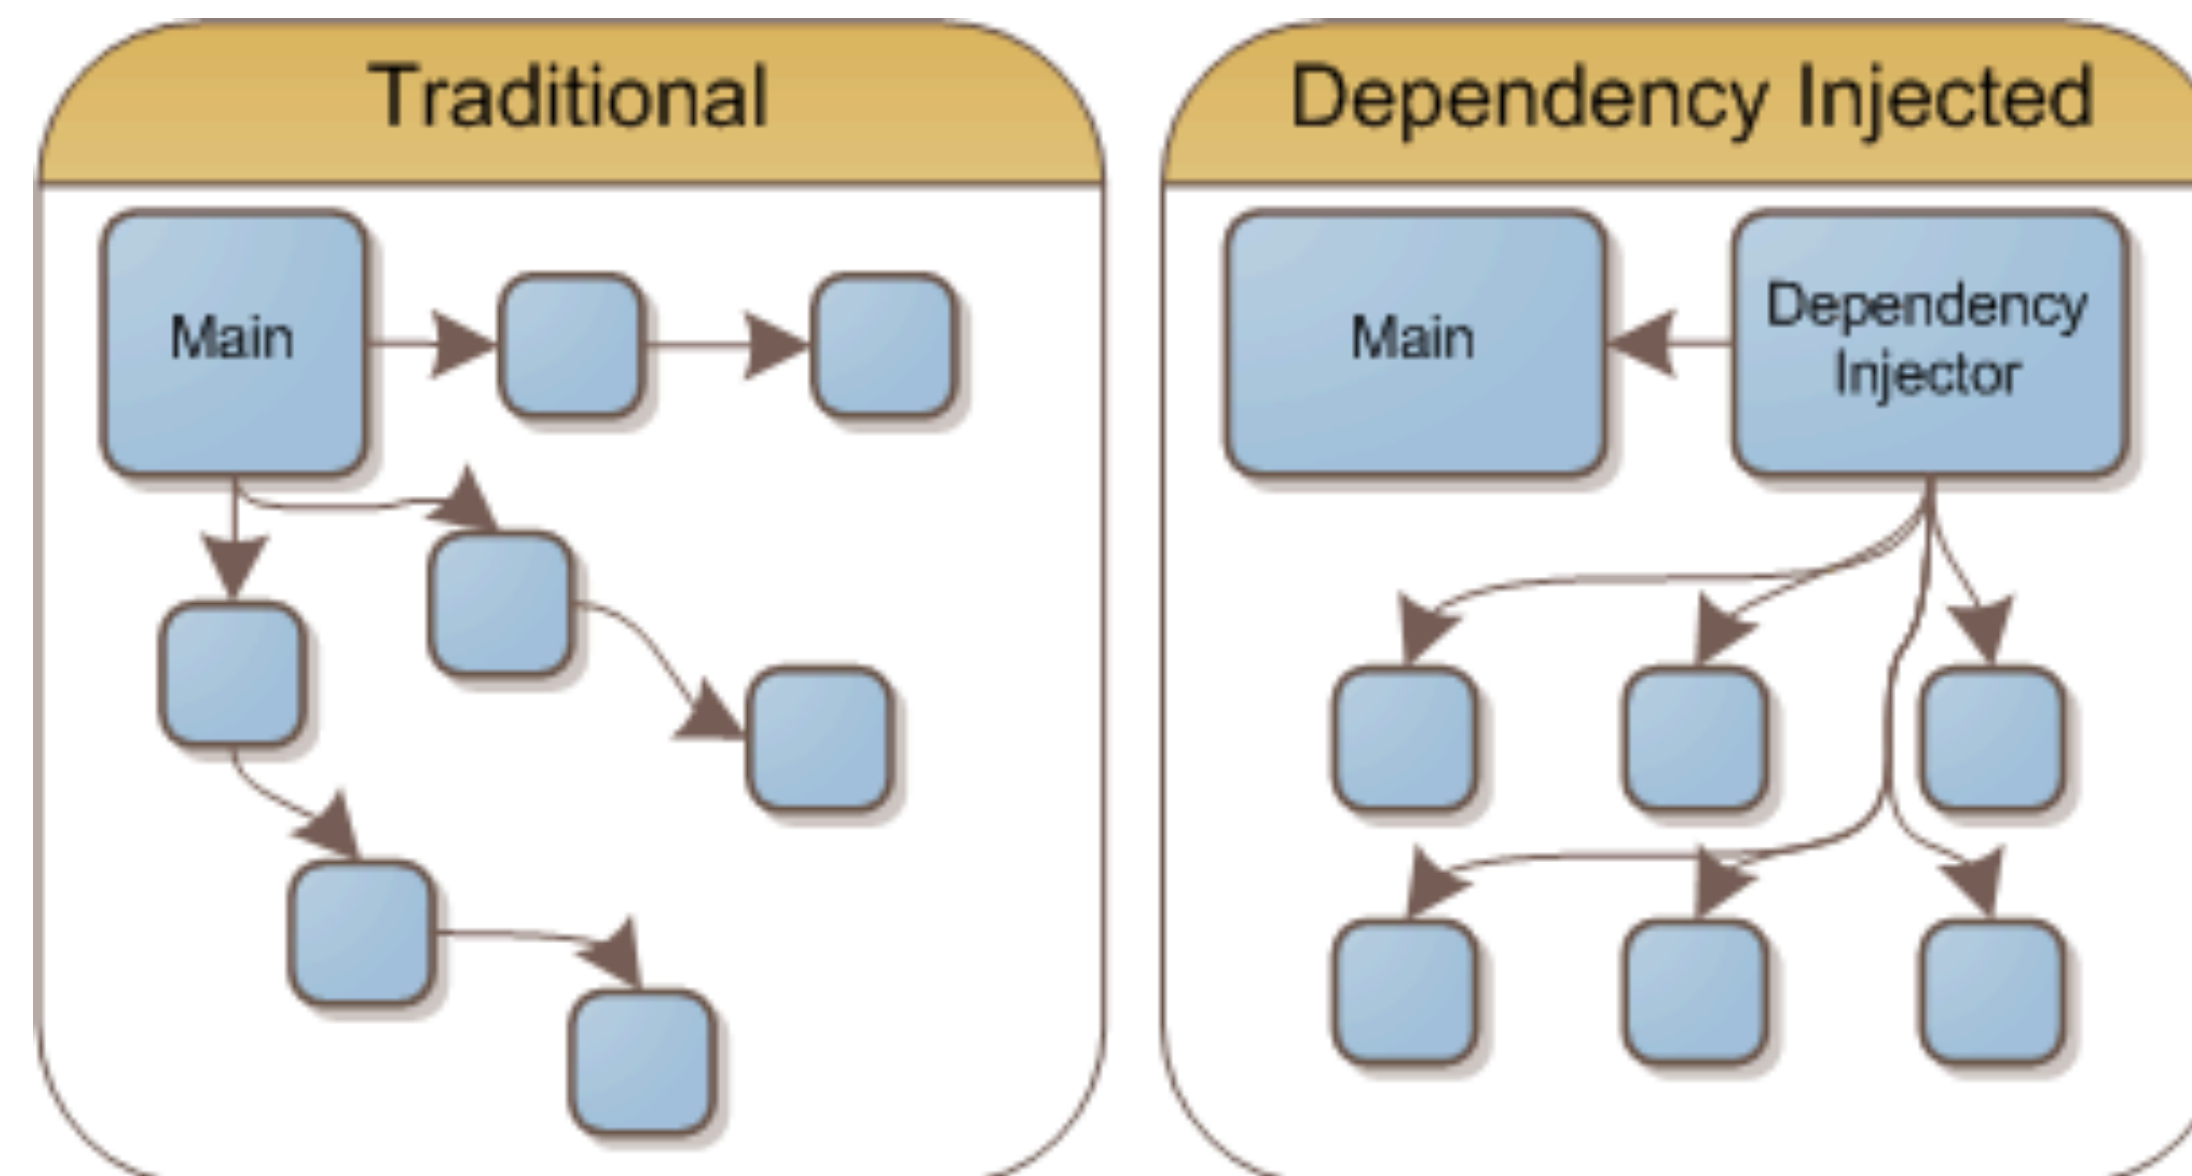 Traditional
Main
Dependency Injected
Main
Dependency
Injector